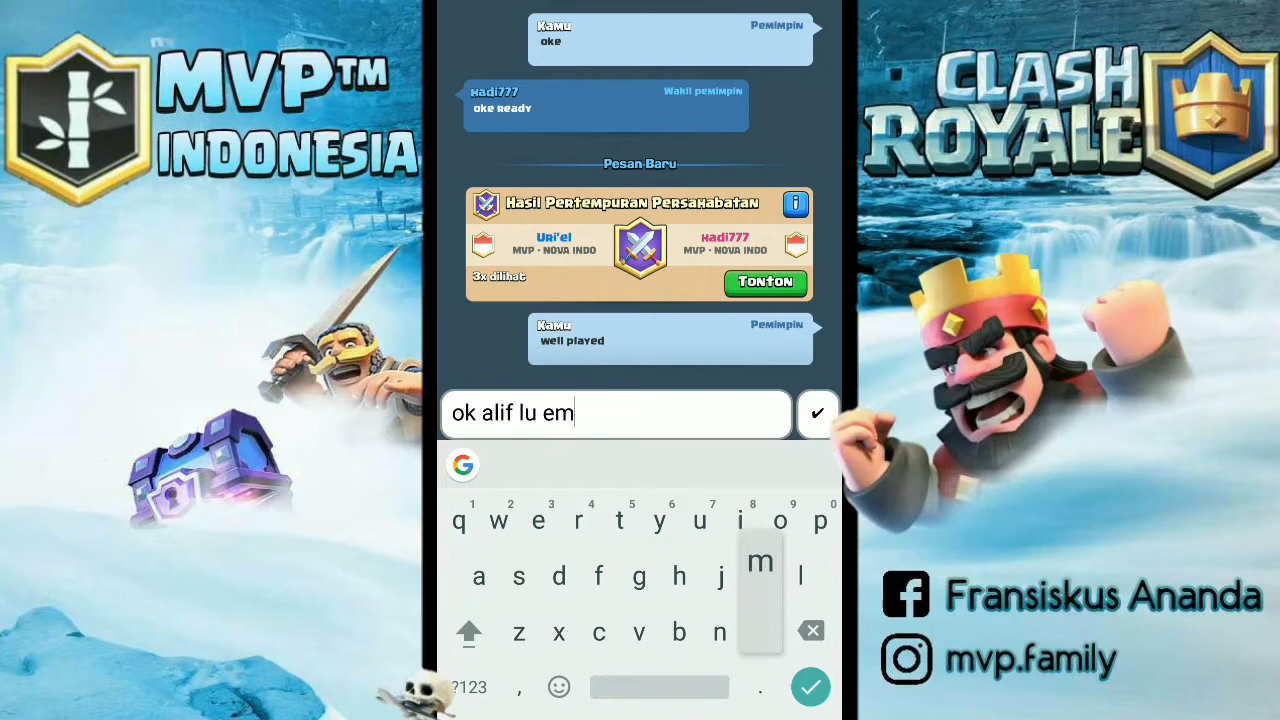 MVP™
INDONESIA
CLASH
ROYALE
Kamu
Pemimpin
oke
Hadi777
Wakil pemimpin
oke Ready
Pesan Baru
Hasil Pertempuran Persahabatan
i
Uri'el
MVP · NOVA INDO
Hadi777
MVP · NOVA INDO
3x dilihat
Tonton
Kamu
Pemimpin
well played
ok alif lu em
G
1 2 3 4 5 6 7 8 9 0
q w e r t y u i o p
a s d f g h j m l
z x c v b n
?123 , .
Fransiskus Ananda
mvp.family